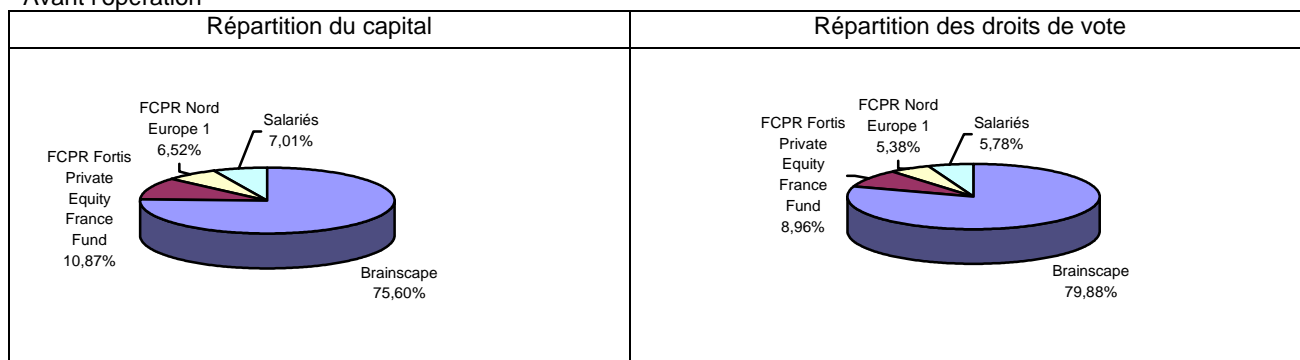 Avant l'opération
Répartition du capital
Répartition des droits de vote
FCPR Nord
Europe 1
6,52%
Salariés
7,01%
FCPR Fortis
Private
Equity
France
Fund
10,87%
Brainscape
75,60%
FCPR Nord
Europe 1
5,38%
Salariés
5,78%
FCPR Fortis
Private
Equity
France
Fund
8,96%
Brainscape
79,88%